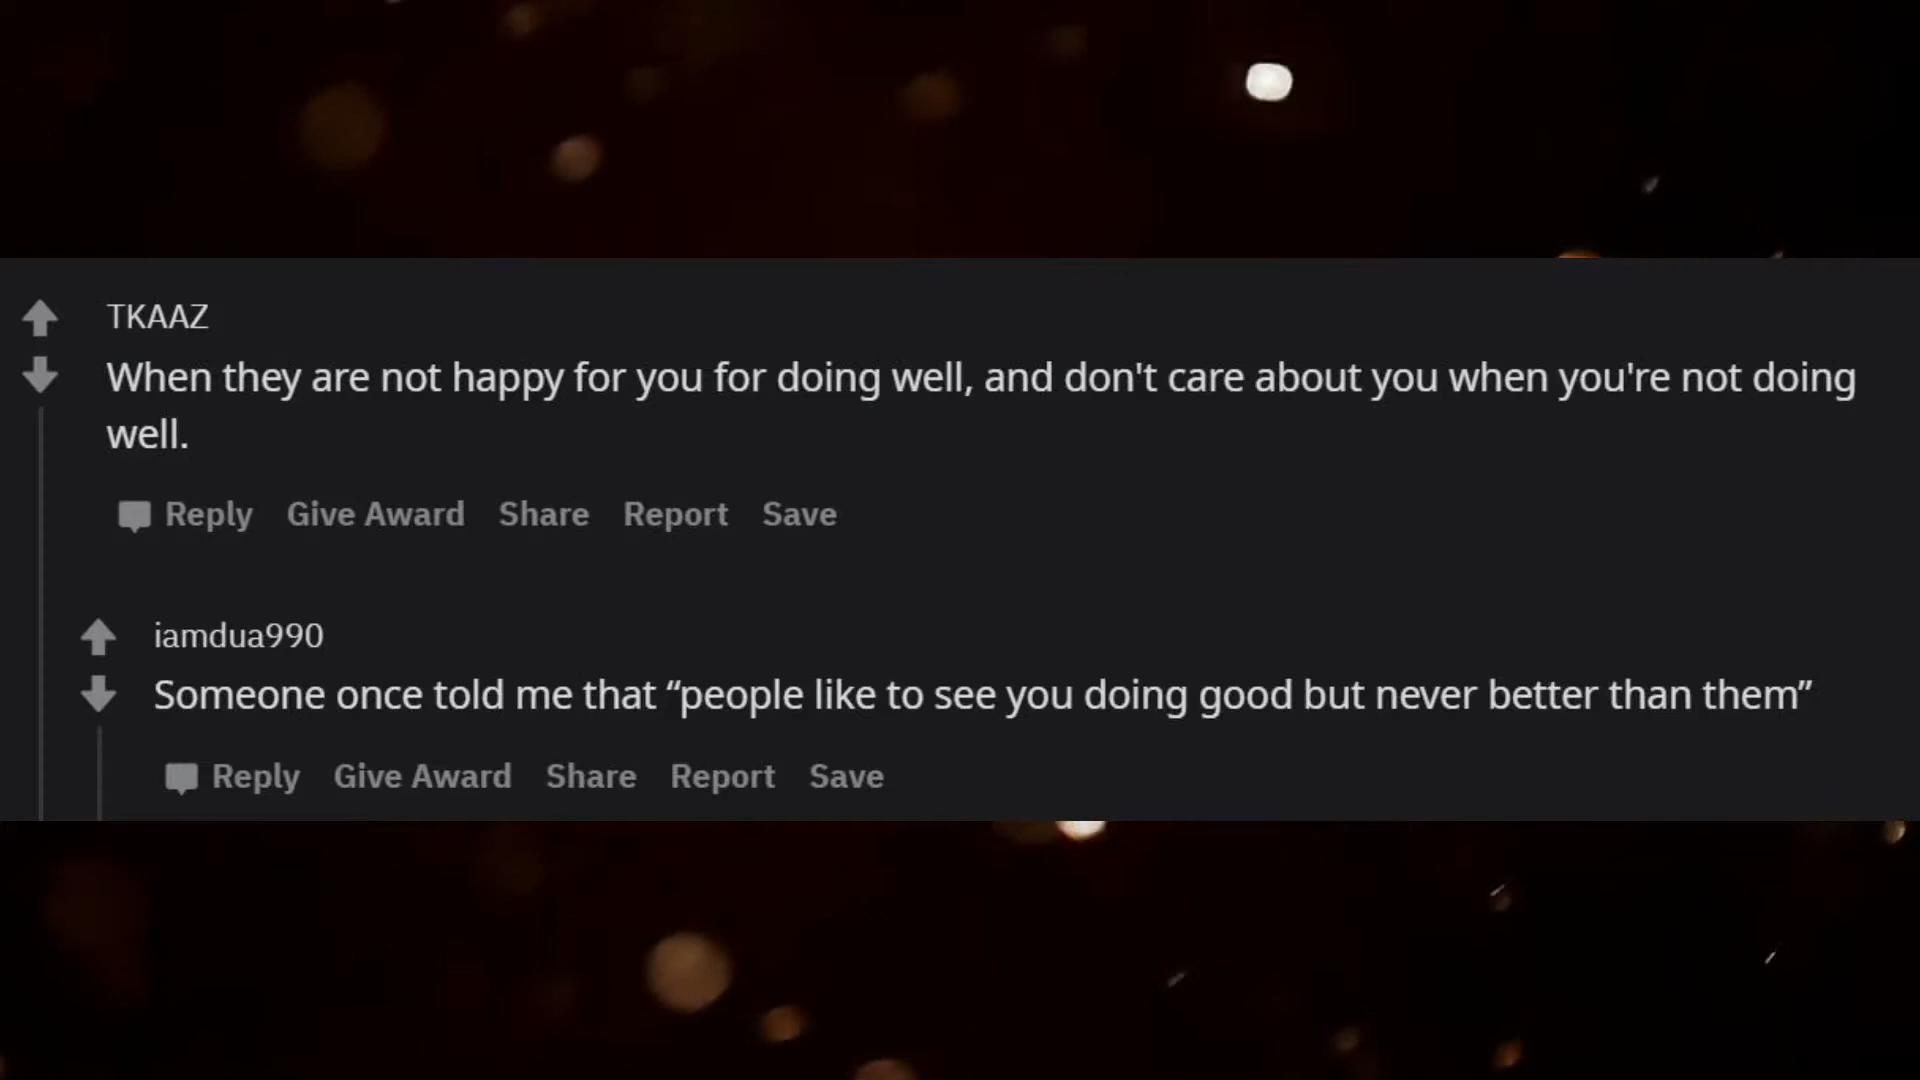 TKAAZ
When they are not happy for you for doing well, and don't care about you when you're not doing
well.
Reply Give Award Share Report Save
iamdua990
Someone once told me that “people like to see you doing good but never better than them”
Reply Give Award Share Report Save